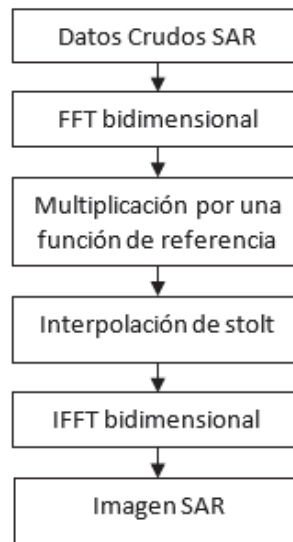 Datos Crudos SAR
FFT bidimensional
Multiplicación por una
función de referencia
Interpolación de stolt
IFFT bidimensional
Imagen SAR